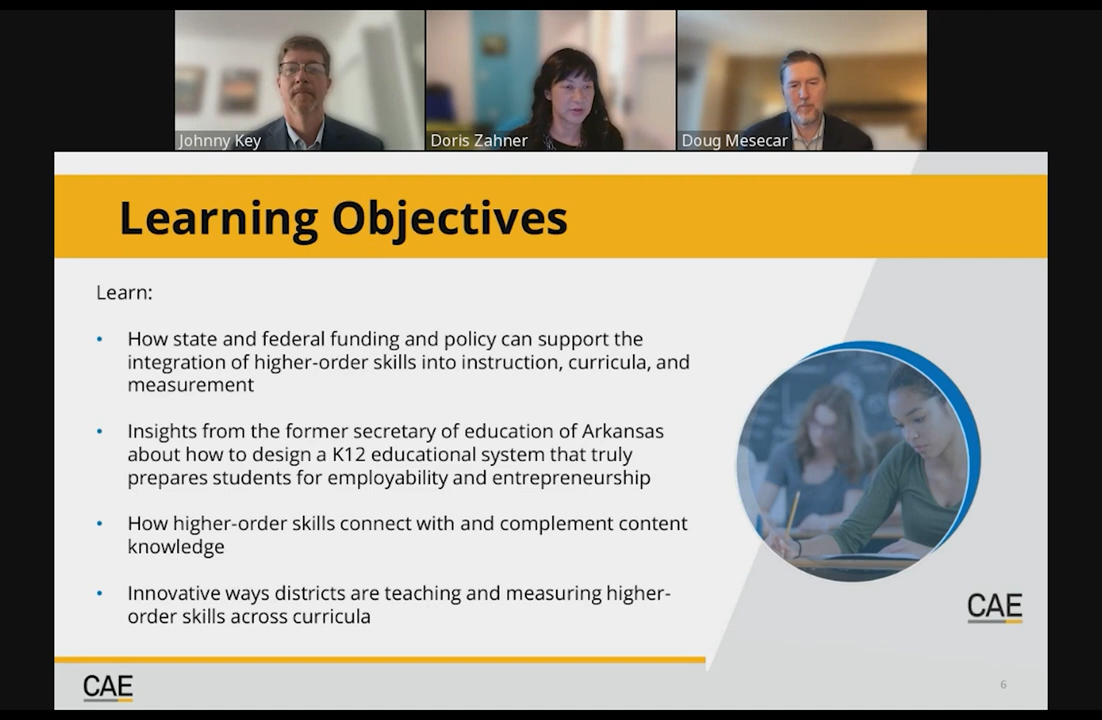 Johnny Key
Doris Zahner
Doug Mesecar
Learning Objectives
Learn:
• How state and federal funding and policy can support the
integration of higher-order skills into instruction, curricula, and
measurement
• Insights from the former secretary of education of Arkansas
about how to design a K12 educational system that truly
prepares students for employability and entrepreneurship
• How higher-order skills connect with and complement content
knowledge
• Innovative ways districts are teaching and measuring higher-
order skills across curricula
CAE
CAE
6